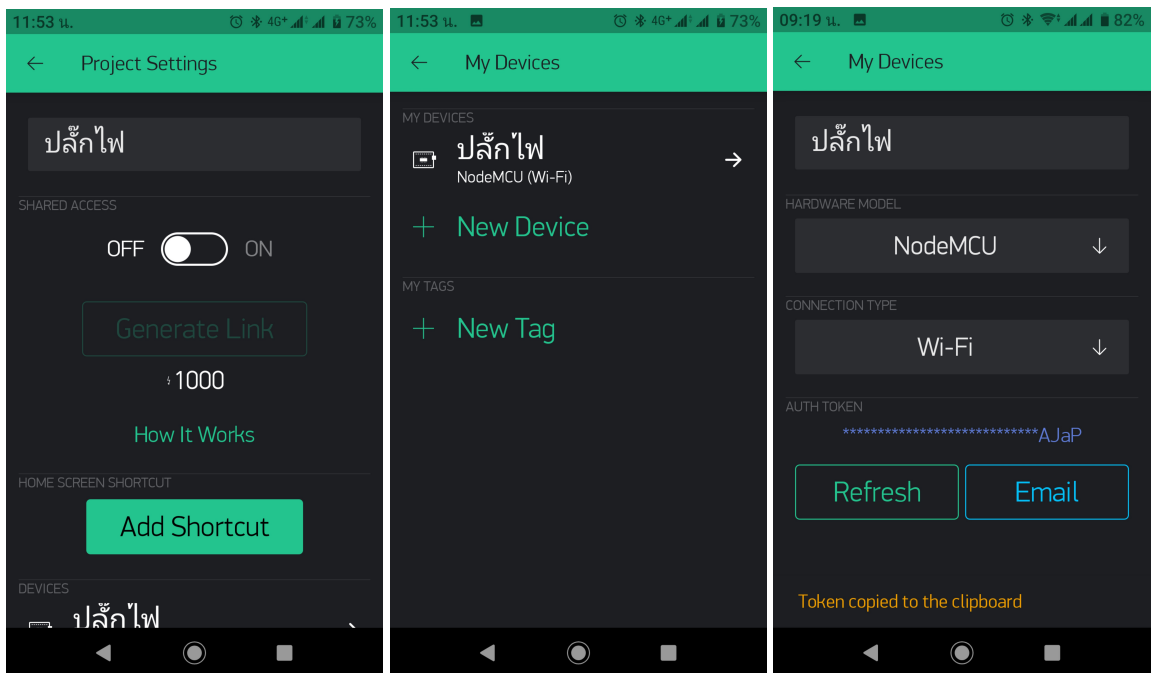 11:53 น.
4G+
73%
Project Settings
ปลั๊กไฟ
SHARED ACCESS
OFF
ON
Generate Link
1000
How It Works
HOME SCREEN SHORTCUT
Add Shortcut
DEVICES
ปลั๊กไฟ
11:53 น.
4G+
73%
My Devices
MY DEVICES
ปลั๊กไฟ
NodeMCU (Wi-Fi)
New Device
MY TAGS
New Tag
09:19 น.
82%
My Devices
ปลั๊กไฟ
HARDWARE MODEL
NodeMCU
CONNECTION TYPE
Wi-Fi
AUTH TOKEN
****************************AJaP
Refresh
Email
Token copied to the clipboard